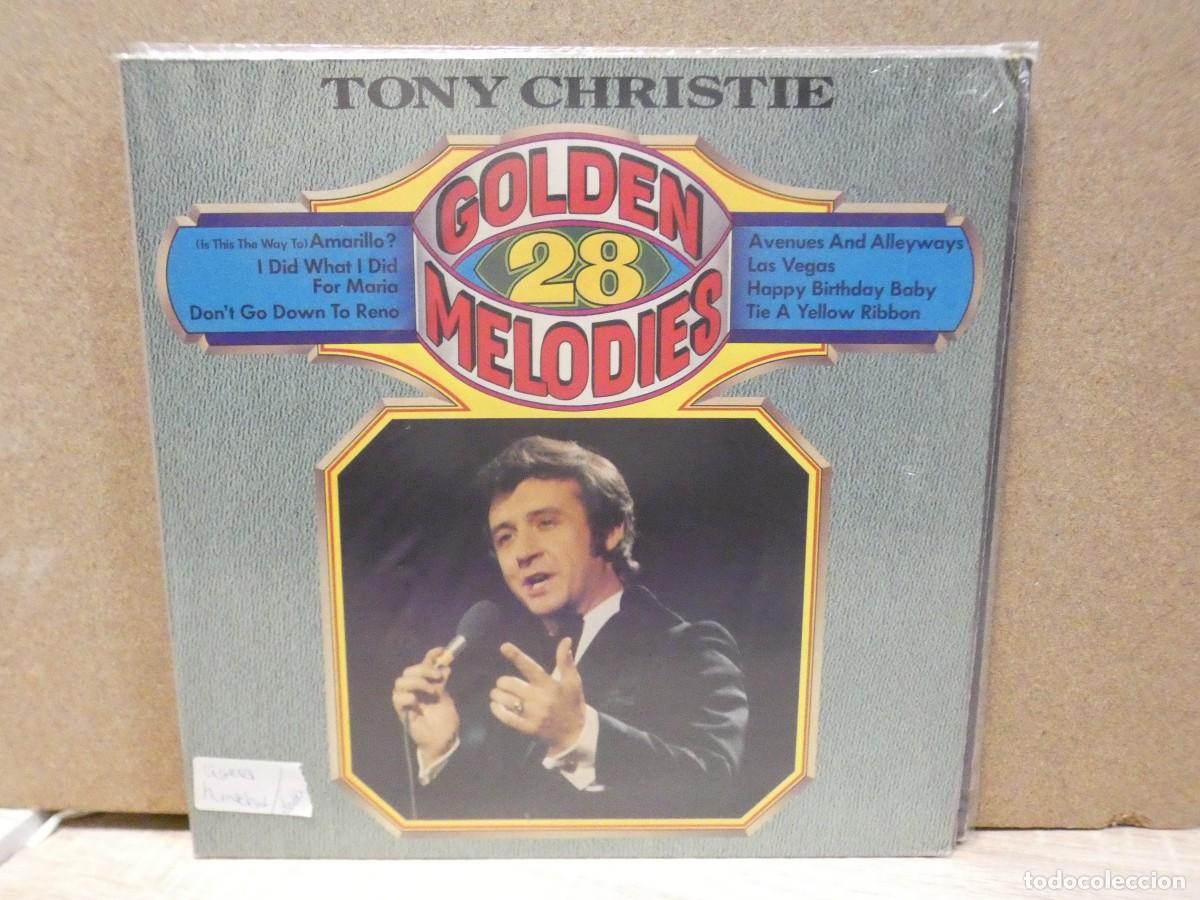 TONY CHRISTIE
GOLDEN
28
MELODIES
(Is This The Way To) Amarillo?
I Did What I Did
For Maria
Don't Go Down To Reno
Avenues And Alleyways
Las Vegas
Happy Birthday Baby
Tie A Yellow Ribbon
todocoleccion